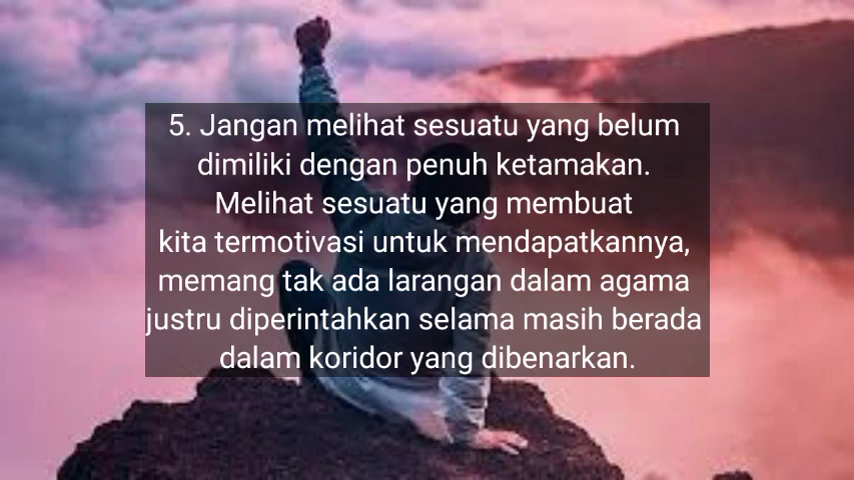 5. Jangan melihat sesuatu yang belum
dimiliki dengan penuh ketamakan.
Melihat sesuatu yang membuat
kita termotivasi untuk mendapatkannya,
memang tak ada larangan dalam agama
justru diperintahkan selama masih berada
dalam koridor yang dibenarkan.